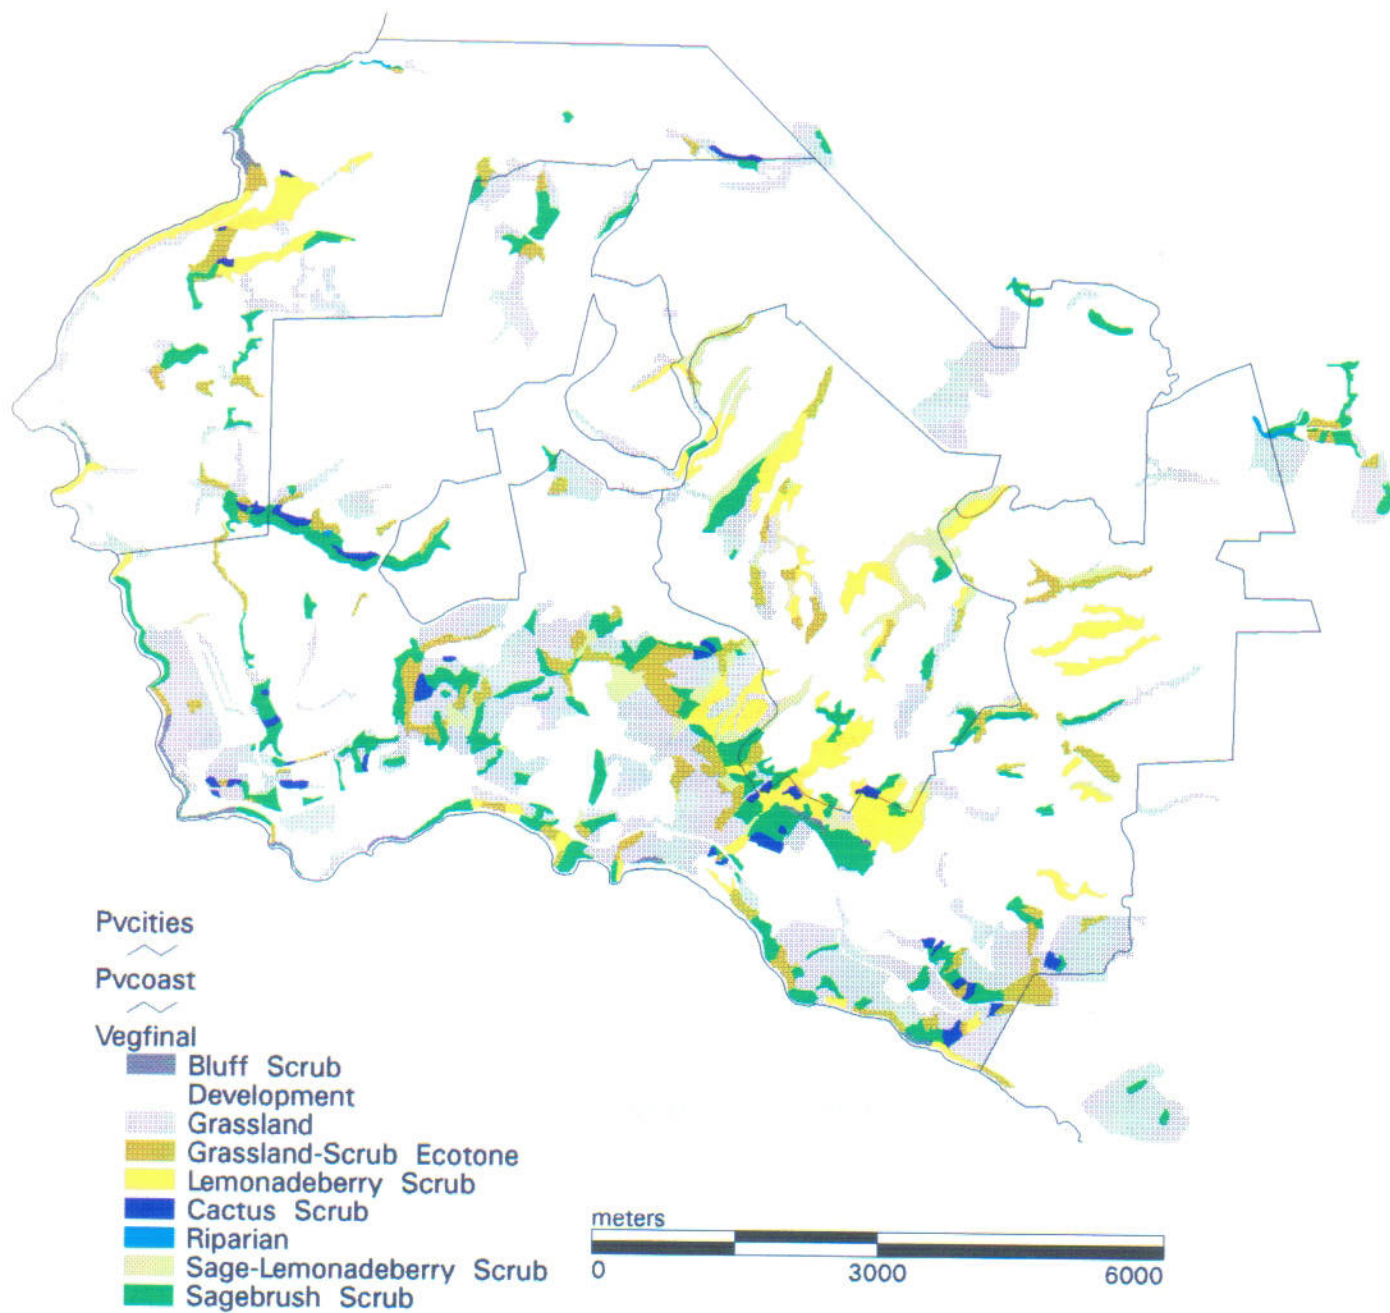 Pvcities
Pvcoast
Vegfinal
Bluff Scrub
Development
Grassland
Grassland-Scrub Ecotone
Lemonadeberry Scrub
Cactus Scrub
Riparian
Sage-Lemonadeberry Scrub
Sagebrush Scrub
meters
0 3000 6000